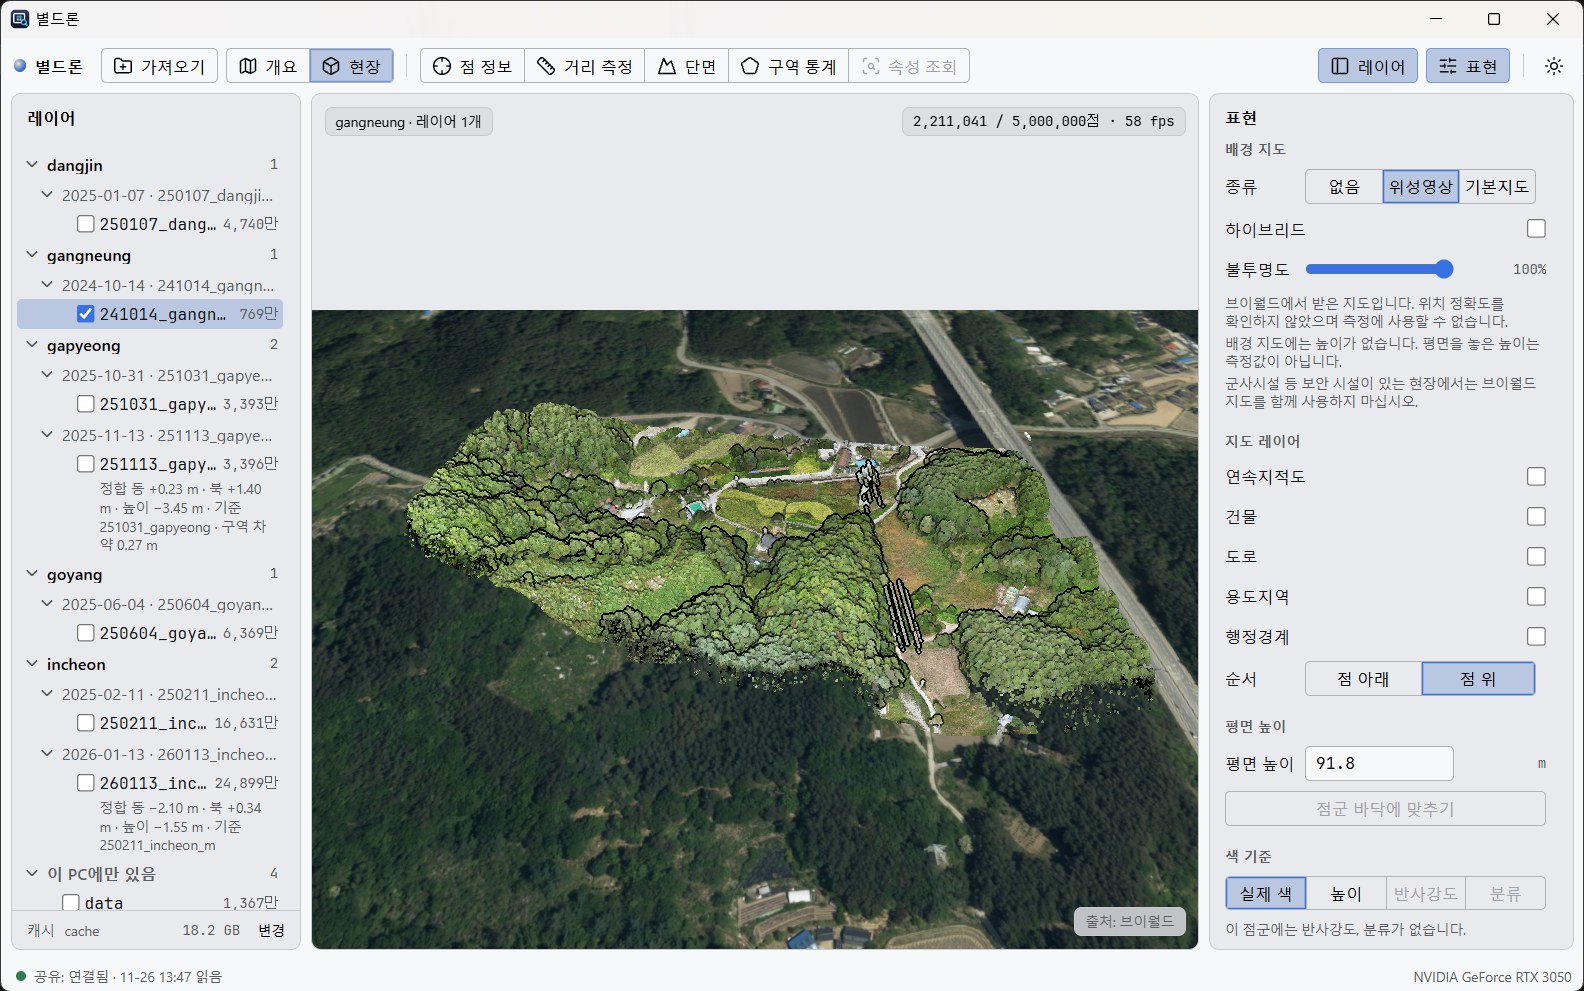 별드론
별드론
가져오기
개요
현장
점 정보
거리 측정
단면
구역 통계
속성 조회
레이어
표현
레이어
dangjin 1
2025-01-07 · 250107_dangji...
250107_dang... 4,740만
gangneung 1
2024-10-14 · 241014_gangn...
241014_gangn... 769만
gapyeong 2
2025-10-31 · 251031_gapye...
251031_gapy... 3,393만
2025-11-13 · 251113_gapye...
251113_gapy... 3,396만
정합 동 +0.23 m · 북 +1.40
m · 높이 −3.45 m · 기준
251031_gapyeong · 구역 차
약 0.27 m
goyang 1
2025-06-04 · 250604_goyan...
250604_goya... 6,369만
incheon 2
2025-02-11 · 250211_incheo...
250211_inc... 16,631만
2026-01-13 · 260113_incheo...
260113_inc... 24,899만
정합 동 −2.10 m · 북 +0.34
m · 높이 −1.55 m · 기준
250211_incheon_m
이 PC에만 있음 4
data 1,367만
캐시 cache 18.2 GB 변경
gangneung · 레이어 1개
2,211,041 / 5,000,000점 · 58 fps
출처: 브이월드
표현
배경 지도
종류 없음 위성영상 기본지도
하이브리드
불투명도 100%
브이월드에서 받은 지도입니다. 위치 정확도를
확인하지 않았으며 측정에 사용할 수 없습니다.
배경 지도에는 높이가 없습니다. 평면을 놓은 높이는
측정값이 아닙니다.
군사시설 등 보안 시설이 있는 현장에서는 브이월드
지도를 함께 사용하지 마십시오.
지도 레이어
연속지적도
건물
도로
용도지역
행정경계
순서 점 아래 점 위
평면 높이
평면 높이 91.8 m
점군 바닥에 맞추기
색 기준
실제 색 높이 반사강도 분류
이 점군에는 반사강도, 분류가 없습니다.
공유: 연결됨 · 11-26 13:47 읽음
NVIDIA GeForce RTX 3050